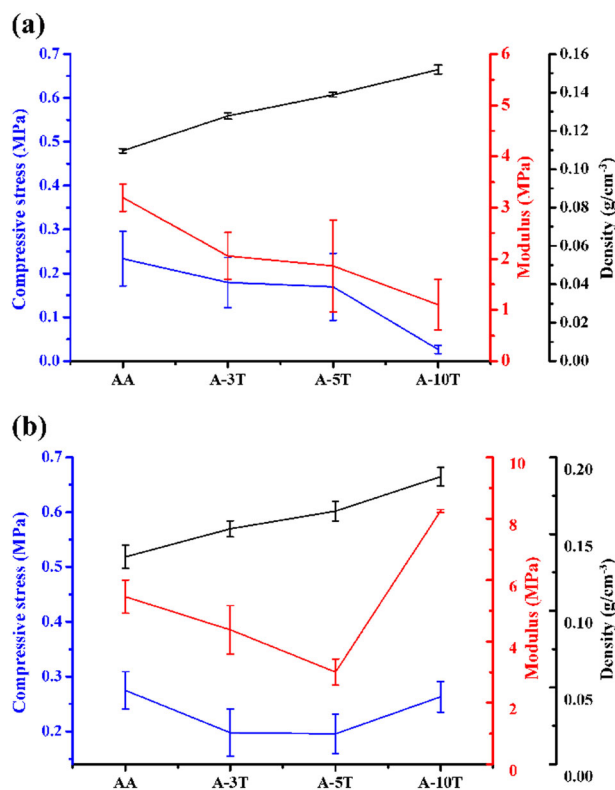 (a)
Compressive stress (MPa)
0.7
0.6
0.5
0.4
0.3
0.2
0.1
0.0
AA
A-3T
A-5T
A-10T
6
5
4
3
2
1
0
Modulus (MPa)
0.16
0.14
0.12
0.10
0.08
0.06
0.04
0.02
0.00
Density (g/cm⁻³)
(b)
Compressive stress (MPa)
0.7
0.6
0.5
0.4
0.3
0.2
AA
A-3T
A-5T
A-10T
10
8
6
4
2
0
Modulus (MPa)
0.20
0.15
0.10
0.05
0.00
Density (g/cm⁻³)